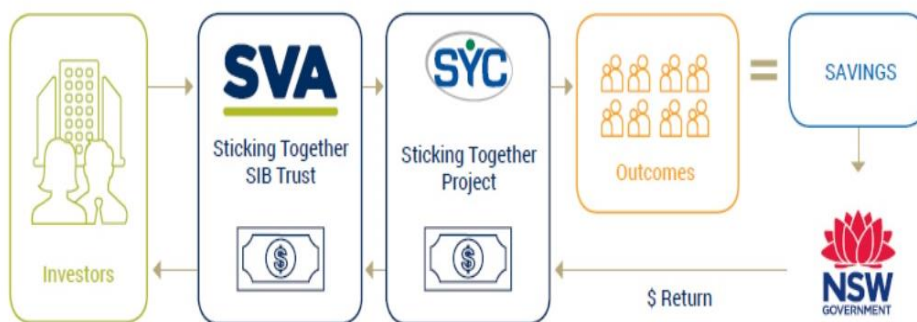 SVA
SYC
SAVINGS
Sticking Together
SIB Trust
Sticking Together
Project
Outcomes
Investors
$
$
$ Return
NSW
GOVERNMENT